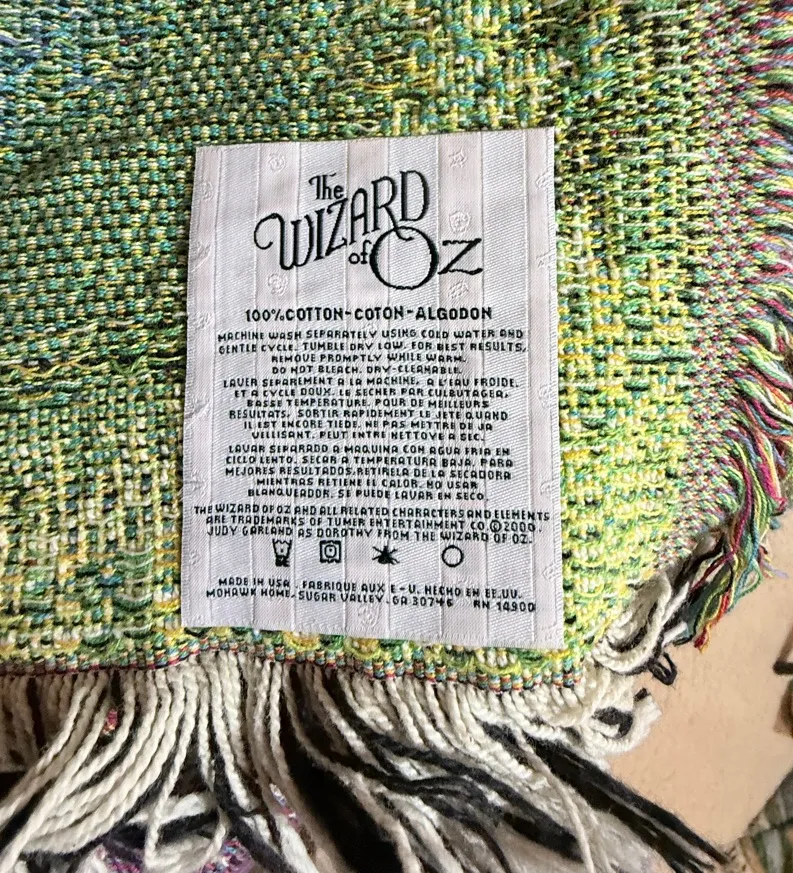 The
WIZARD
of OZ
100% COTTON-COTON-ALGODON
MACHINE WASH SEPARATELY USING COLD WATER AND
GENTLE CYCLE. TUMBLE DRY LOW. FOR BEST RESULTS,
REMOVE PROMPTLY WHILE WARM.
DO NOT BLEACH. DRY-CLEANABLE.
LAVER SEPAREMENT A LA MACHINE, A L'EAU FROIDE.
ET A CYCLE DOUX. LE SECHER PAR CULBUTAGER,
BASSE TEMPERATURE. POUR DE MEILLEURS
RESULTATS, SORTIR RAPIDEMENT LE JETE QUAND
IL EST ENCORE TIEDE. NE PAS METTRE DE JA
VELLISANT. PEUT ENTRE NETTOVE A SEC.
LAVAR SEPARADO A MAQUINA CON AGUA FRIA EN
CICLO LENTO. SECAR A TEMPERATURA BAJA. PARA
MEJORES RESULTADOS,RETIRELA DE LA SECADORA
MIENTRAS RETIENE EL CALOR. NO USAR
BLANQUEADOR. SE PUEDE LAVAR EN SECO.
THE WIZARD OF OZ AND ALL RELATED CHARACTERS AND ELEMENTS
ARE TRADEMARKS OF TURNER ENTERTAINMENT CO.©2000.
JUDY GARLAND AS DOROTHY FROM THE WIZARD OF OZ.
MADE IN USA. FABRIQUE AUX E-U. HECHO EN EE.UU.
MOHAWK HOME, SUGAR VALLEY, GA 30746 RN 14900